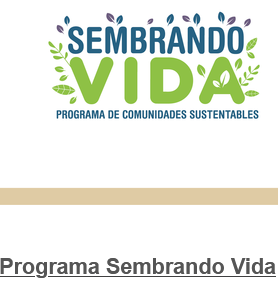 SEMBRANDO
VIDA
PROGRAMA DE COMUNIDADES SUSTENTABLES
Programa Sembrando Vida